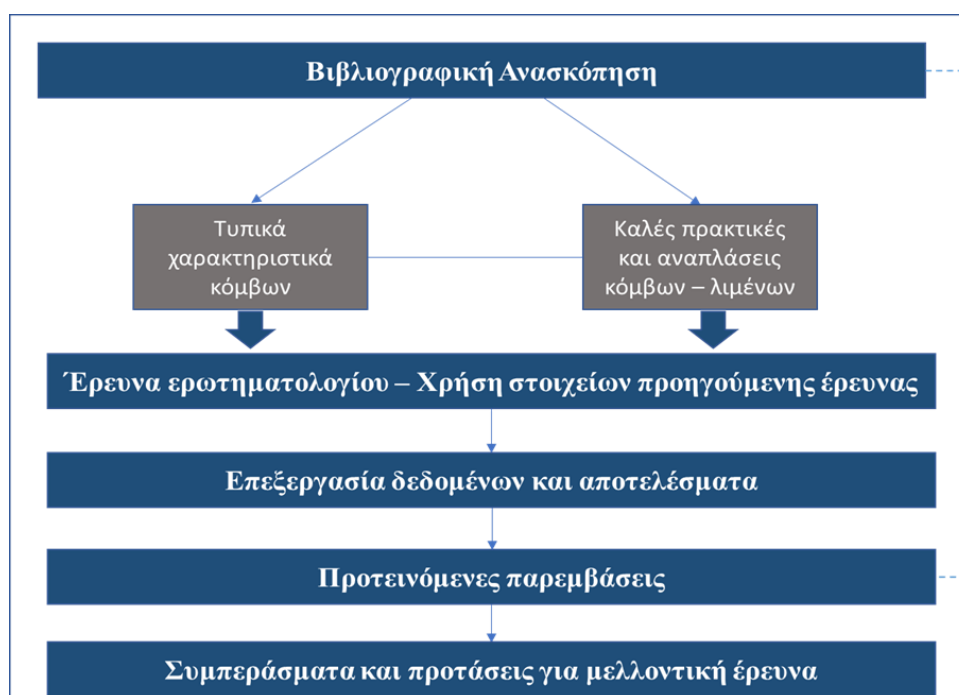 Βιβλιογραφική Ανασκόπηση
Τυπικά
χαρακτηριστικά
κόμβων
Καλές πρακτικές
και αναπλάσεις
κόμβων – λιμένων
Έρευνα ερωτηματολογίου – Χρήση στοιχείων προηγούμενης έρευνας
Επεξεργασία δεδομένων και αποτελέσματα
Προτεινόμενες παρεμβάσεις
Συμπεράσματα και προτάσεις για μελλοντική έρευνα